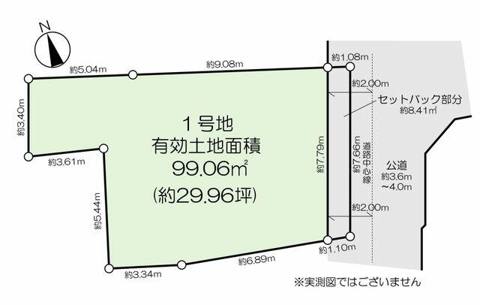 N
約5.04m
約9.08m
約1.08m
約2.00m
セットバック部分
約8.41㎡
約3.40m
1号地
有効土地面積
99.06㎡
(約29.96坪)
約3.61m
約7.79m
約7.66m
道路中心線
公道
約3.6m
~4.0m
約5.44m
約2.00m
約3.34m
約6.89m
約1.10m
※実測図ではございません